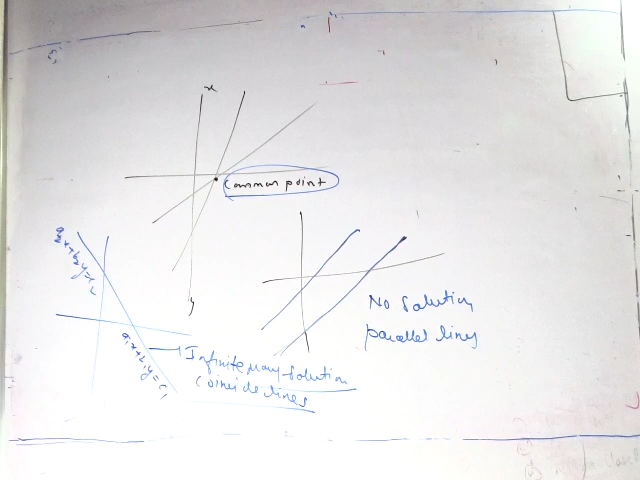 x
common point
y
No Solution
parallel lines
a₂x+b₂y=c₂
a₁x+b₁y=c₁
Infinite many solution
Coincide lines